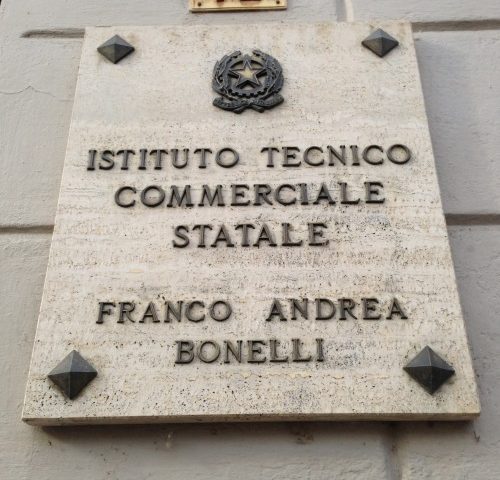 ISTITUTO TECNICO
COMMERCIALE
STATALE
FRANCO ANDREA
BONELLI